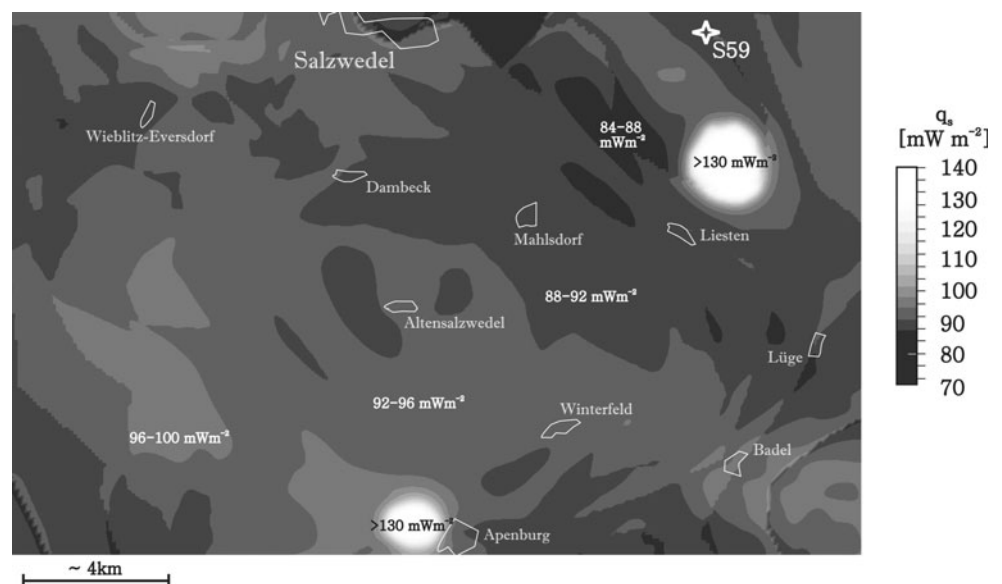 S59
Salzwedel
84–88
mWm⁻²
Wieblitz-Eversdorf
>130 mWm⁻²
Dambeck
Mahlsdorf
Liesten
88–92 mWm⁻²
Altensalzwedel
Lüge
92–96 mWm⁻²
Winterfeld
96–100 mWm⁻²
Badel
>130 mWm⁻²
Apenburg
~ 4km
qₛ
[mW m⁻²]
140
130
120
110
100
90
80
70